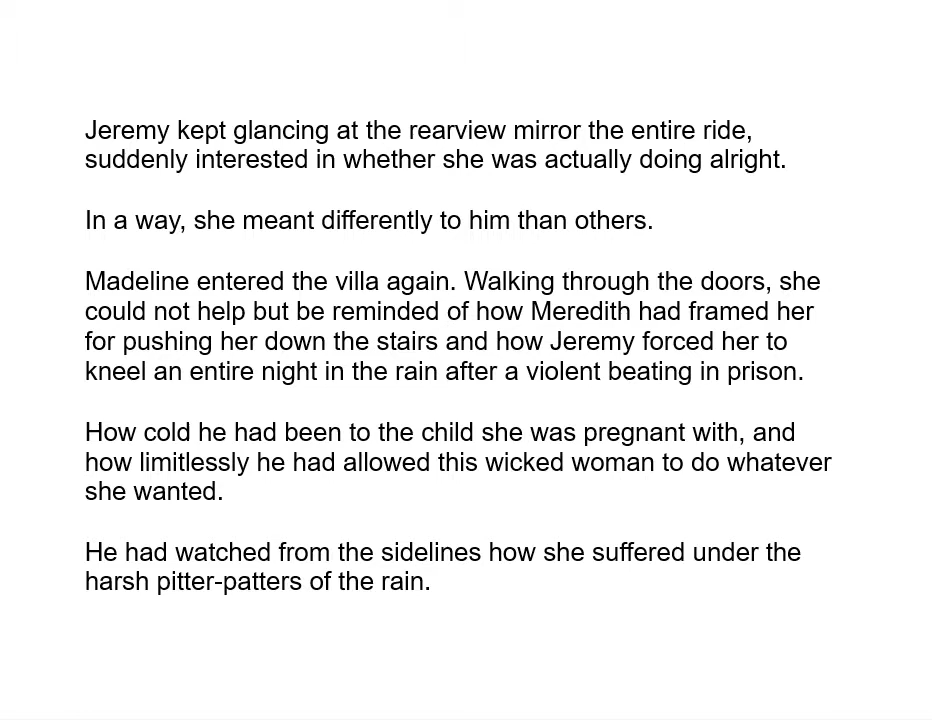 Jeremy kept glancing at the rearview mirror the entire ride,
suddenly interested in whether she was actually doing alright.
In a way, she meant differently to him than others.
Madeline entered the villa again. Walking through the doors, she
could not help but be reminded of how Meredith had framed her
for pushing her down the stairs and how Jeremy forced her to
kneel an entire night in the rain after a violent beating in prison.
How cold he had been to the child she was pregnant with, and
how limitlessly he had allowed this wicked woman to do whatever
she wanted.
He had watched from the sidelines how she suffered under the
harsh pitter-patters of the rain.